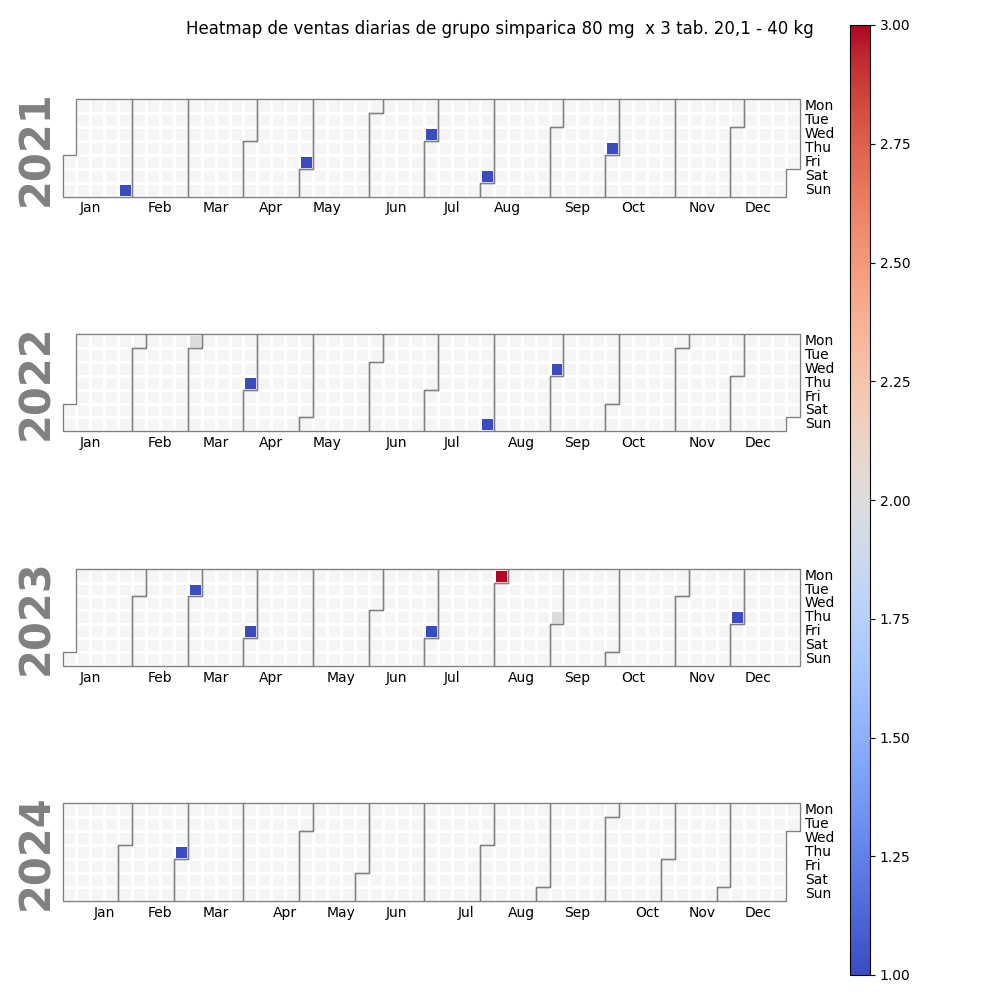 Heatmap de ventas diarias de grupo simparica 80 mg  x 3 tab. 20,1 - 40 kg
2021
Mon
Tue
Wed
Thu
Fri
Sat
Sun
Jan Feb Mar Apr May Jun Jul Aug Sep Oct Nov Dec
2022
Mon
Tue
Wed
Thu
Fri
Sat
Sun
Jan Feb Mar Apr May Jun Jul Aug Sep Oct Nov Dec
2023
Mon
Tue
Wed
Thu
Fri
Sat
Sun
Jan Feb Mar Apr May Jun Jul Aug Sep Oct Nov Dec
2024
Mon
Tue
Wed
Thu
Fri
Sat
Sun
Jan Feb Mar Apr May Jun Jul Aug Sep Oct Nov Dec
3.00
2.75
2.50
2.25
2.00
1.75
1.50
1.25
1.00